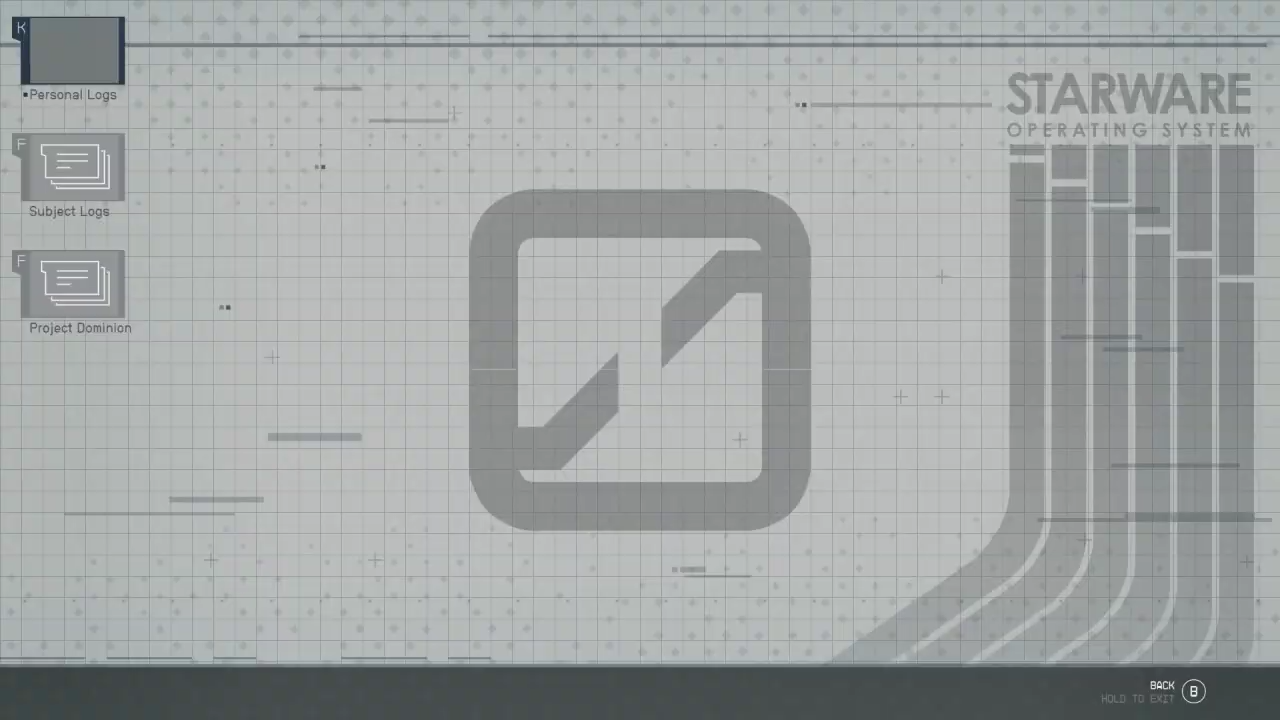 K
Personal Logs
F
Subject Logs
F
Project Dominion
STARWARE
OPERATING SYSTEM
BACK
HOLD TO EXIT
B